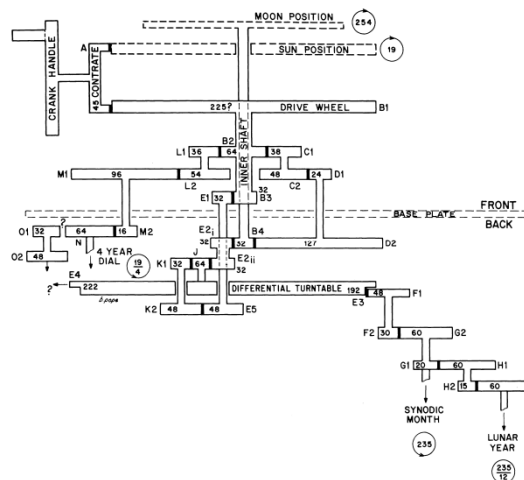 MOON POSITION
254
A
SUN POSITION
19
CRANK HANDLE
CONTRATE
45
225?
DRIVE WHEEL
B1
INNER SHAFT
B2
L1
36
64
38
C1
M1
96
54
48
24
D1
L2
C2
E1
32
32
B3
FRONT
BASE PLATE
BACK
?
O1
32
64
16
M2
E2i
B4
32
32
127
D2
N
O2
48
4 YEAR
DIAL
19
4
J
K1
32
64
E2ii
32
E4
?
222
DIFFERENTIAL TURNTABLE
192
48
F1
E3
K2
48
48
E5
F2
30
60
G2
G1
20
60
H1
H2
15
60
SYNODIC
MONTH
235
LUNAR
YEAR
235
12